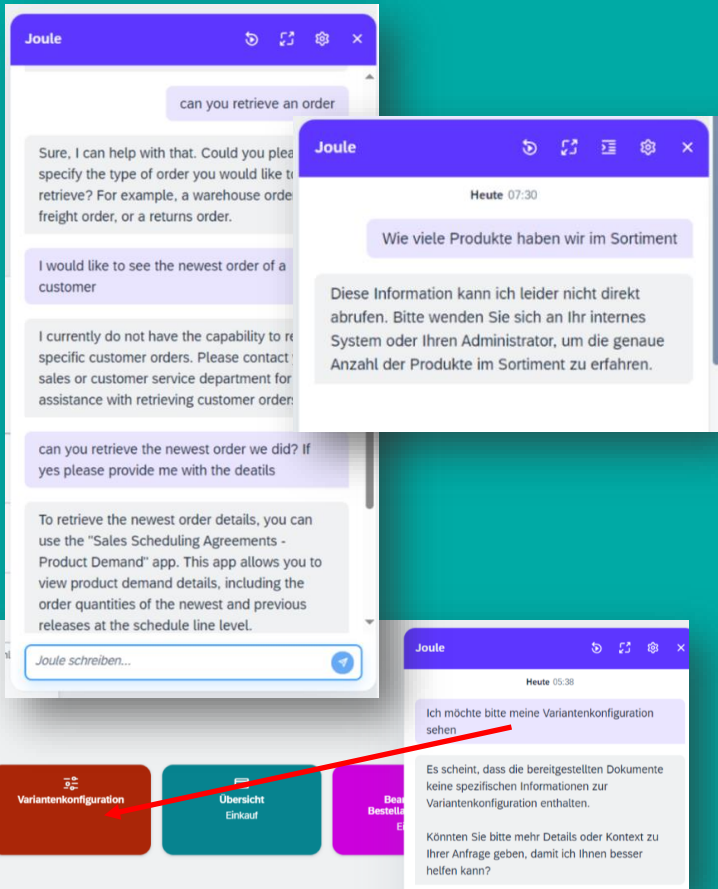 Joule
can you retrieve an order
Sure, I can help with that. Could you
specify the type of order you would like
retrieve? For example, a warehouse
freight order, or a returns order.
I would like to see the newest order of a
customer
I currently do not have the capability to
specific customer orders. Please contact
sales or customer service department for
assistance with retrieving customer
can you retrieve the newest order we did? If
yes please provide me with the deatils
To retrieve the newest order details, you can
use the "Sales Scheduling Agreements -
Product Demand" app. This app allows you to
view product demand details, including the
order quantities of the newest and previous
releases at the schedule line level.
Joule schreiben...
Joule
Heute 07:30
Wie viele Produkte haben wir im Sortiment
Diese Information kann ich leider nicht direkt
abrufen. Bitte wenden Sie sich an Ihr internes
System oder Ihren Administrator, um die genaue
Anzahl der Produkte im Sortiment zu erfahren.
Variantenkonfiguration
Übersicht
Einkauf
Joule
Heute 05:38
Ich möchte bitte meine Variantenkonfiguration
sehen
Es scheint, dass die bereitgestellten Dokumente
keine spezifischen Informationen zur
Variantenkonfiguration enthalten.
Könnten Sie bitte mehr Details oder Kontext zu
Ihrer Anfrage geben, damit ich Ihnen besser
helfen kann?